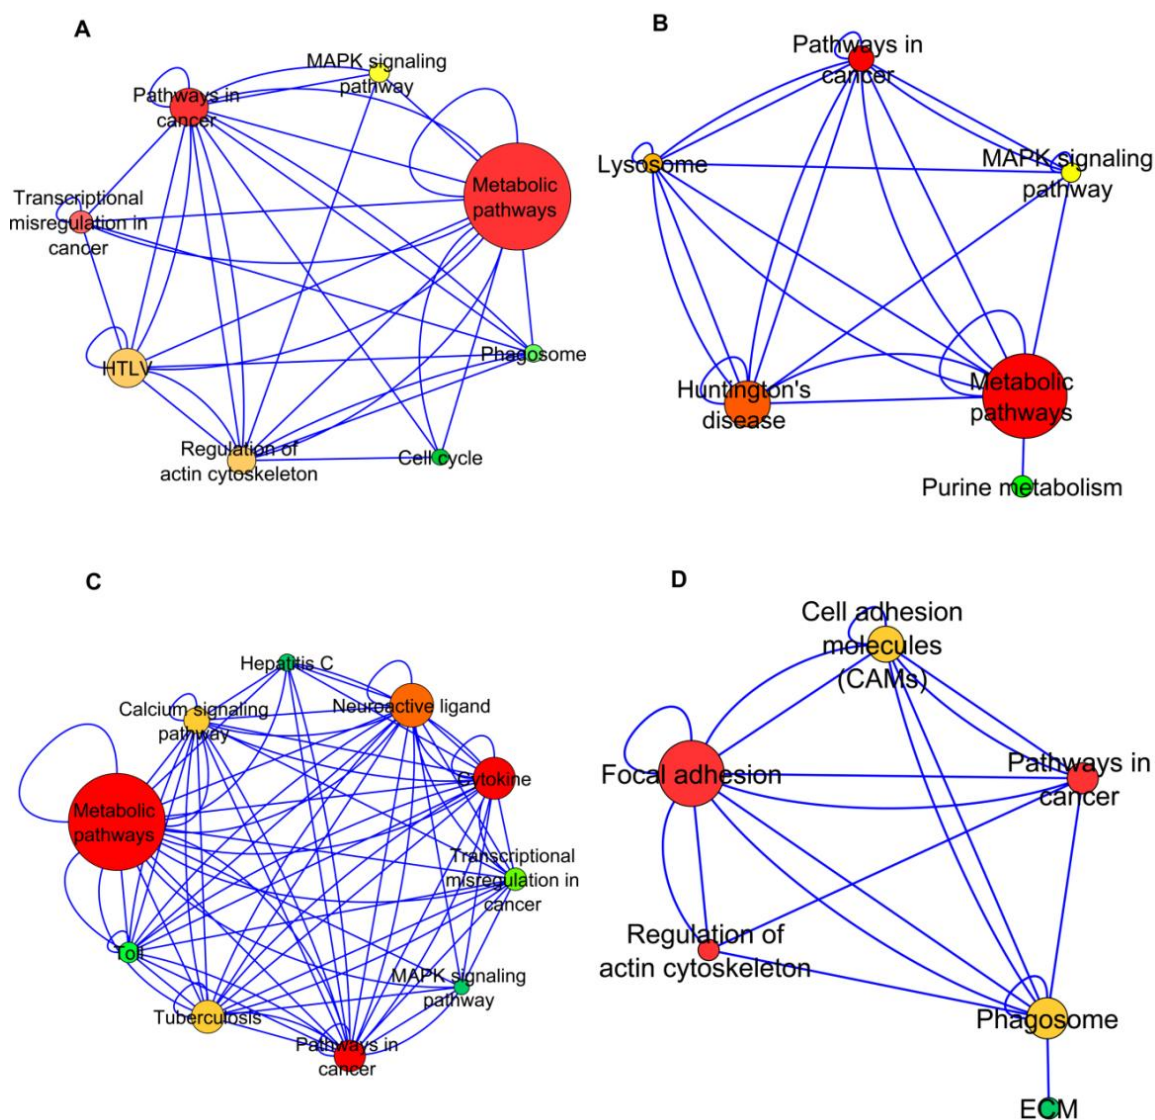 A
MAPK signaling
pathway
Pathways in
cancer
Metabolic
pathways
Transcriptional
misregulation in
cancer
HTLV
Phagosome
Regulation of
actin cytoskeleton
Cell cycle
B
Pathways in
cancer
Lysosome
MAPK signaling
pathway
Huntington's
disease
Metabolic
pathways
Purine metabolism
C
Hepatitis C
Calcium signaling
pathway
Neuroactive ligand
Cytokine
Metabolic
pathways
Transcriptional
misregulation in
cancer
Toll
MAPK signaling
pathway
Tuberculosis
Pathways in
cancer
D
Cell adhesion
molecules
(CAMs)
Focal adhesion
Pathways in
cancer
Regulation of
actin cytoskeleton
Phagosome
ECM